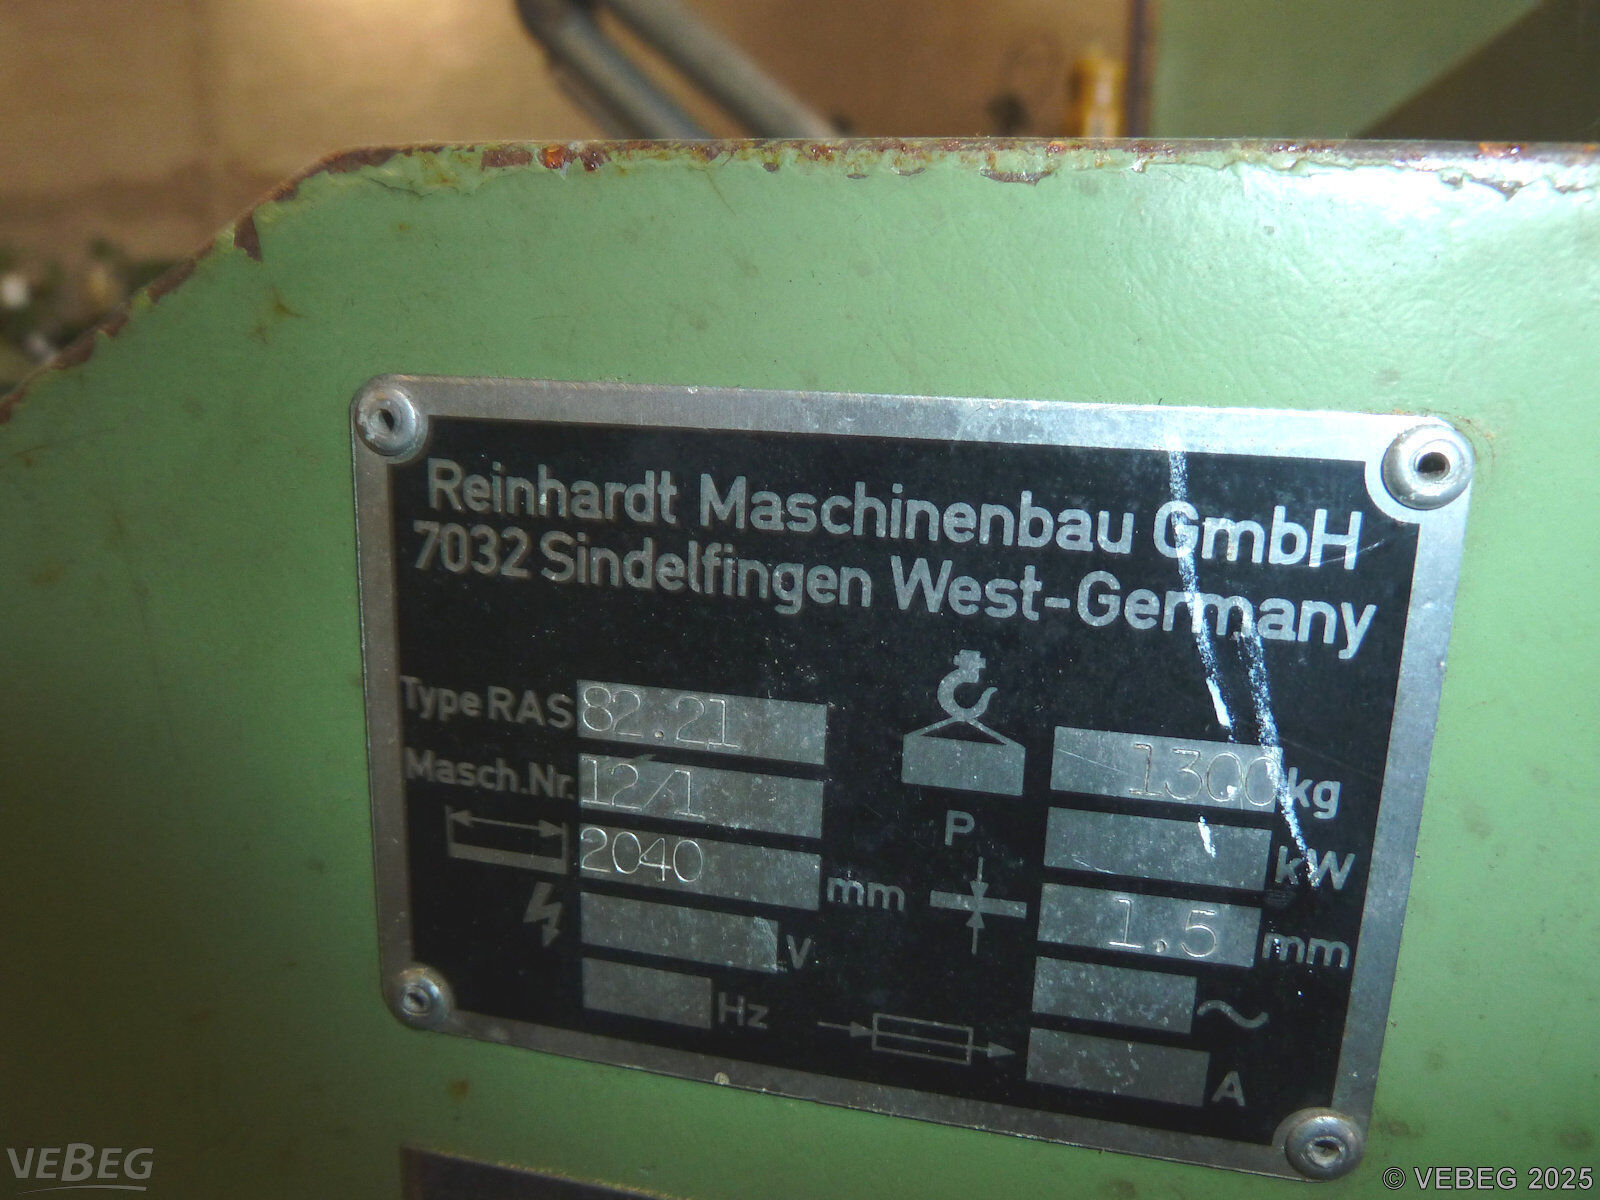 Reinhardt Maschinenbau GmbH
7032 Sindelfingen West-Germany
Type RAS 82.21
1300 kg
Masch.Nr. 12/1
P kW
2040 mm
1.5 mm
V
~
Hz
A
VEBEG
© VEBEG 2025